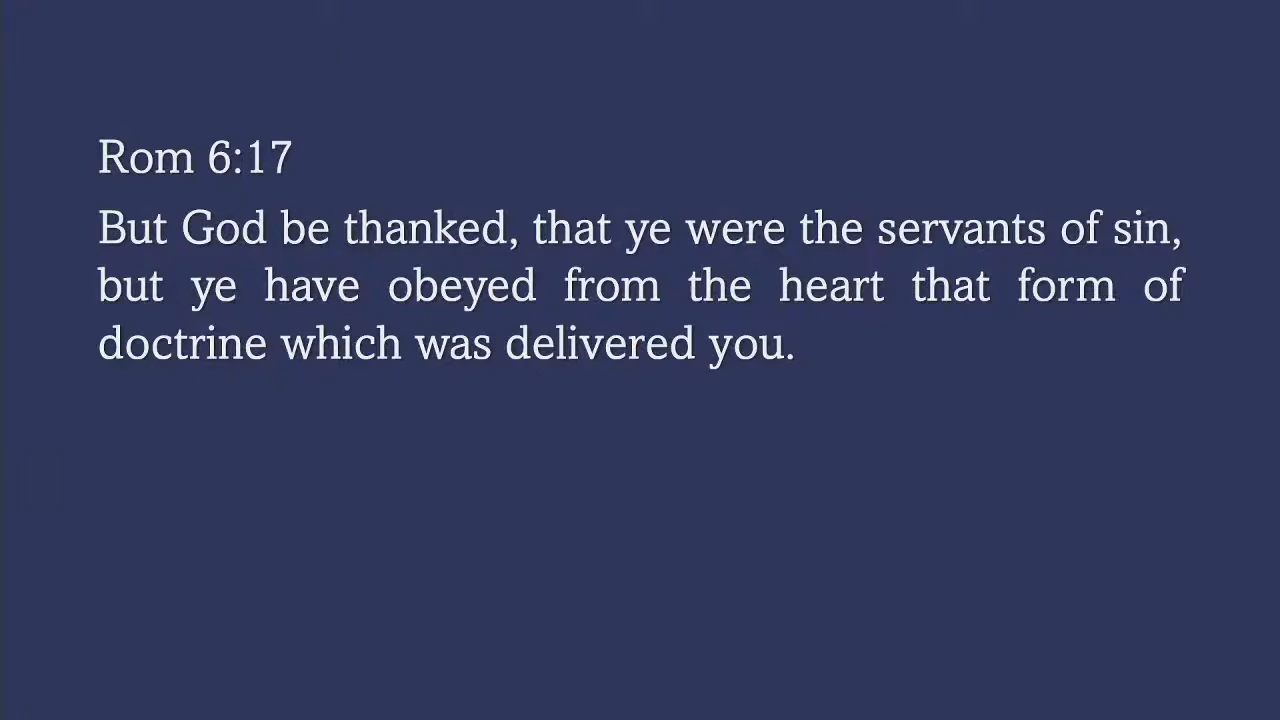 Rom 6:17
But God be thanked, that ye were the servants of sin,
but ye have obeyed from the heart that form of
doctrine which was delivered you.